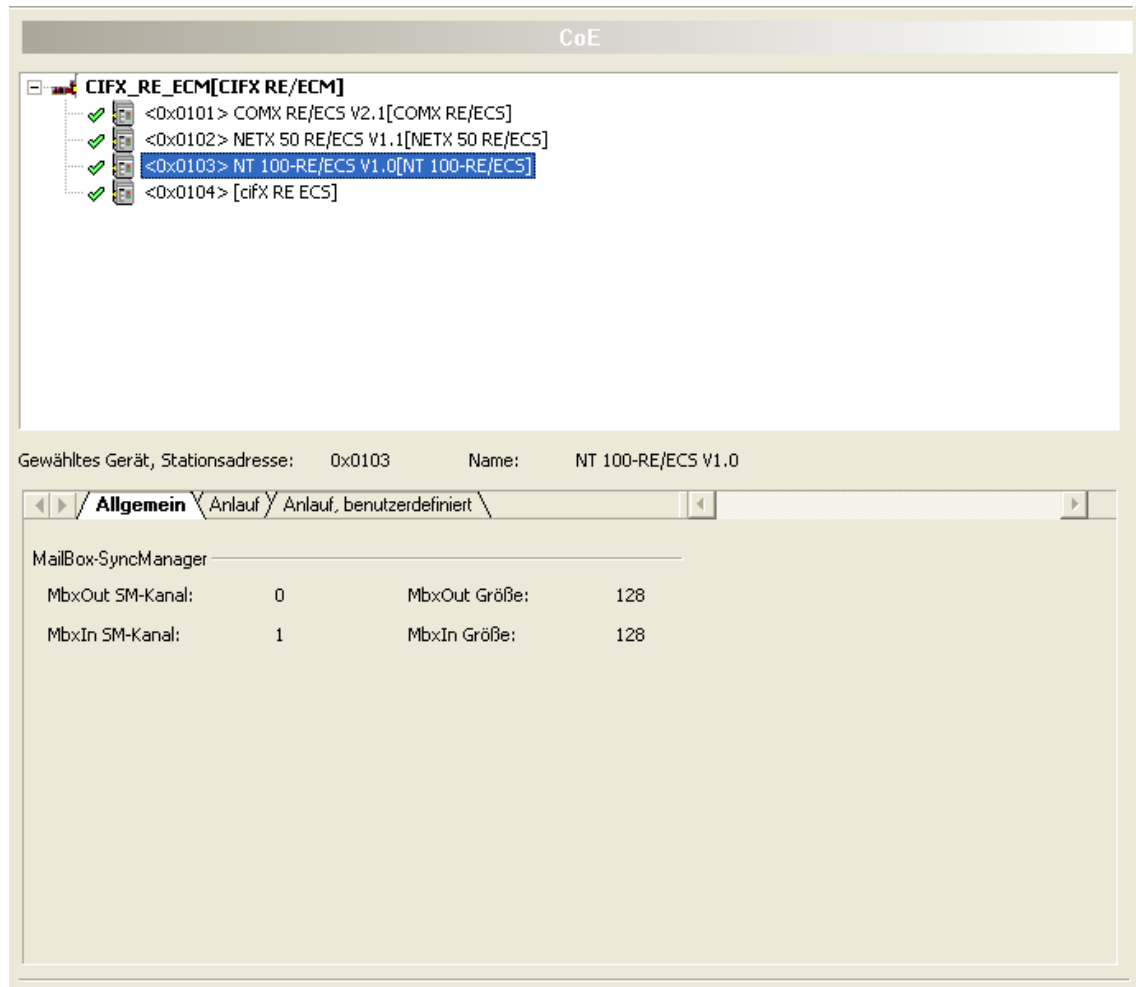 CoE
CIFX_RE_ECM[CIFX RE/ECM]
<0x0101> COMX RE/ECS V2.1[COMX RE/ECS]
<0x0102> NETX 50 RE/ECS V1.1[NETX 50 RE/ECS]
<0x0103> NT 100-RE/ECS V1.0[NT 100-RE/ECS]
<0x0104> [cifX RE ECS]
Gewähltes Gerät, Stationsadresse: 0x0103 Name: NT 100-RE/ECS V1.0
Allgemein Anlauf Anlauf, benutzerdefiniert
MailBox-SyncManager
MbxOut SM-Kanal: 0 MbxOut Größe: 128
MbxIn SM-Kanal: 1 MbxIn Größe: 128